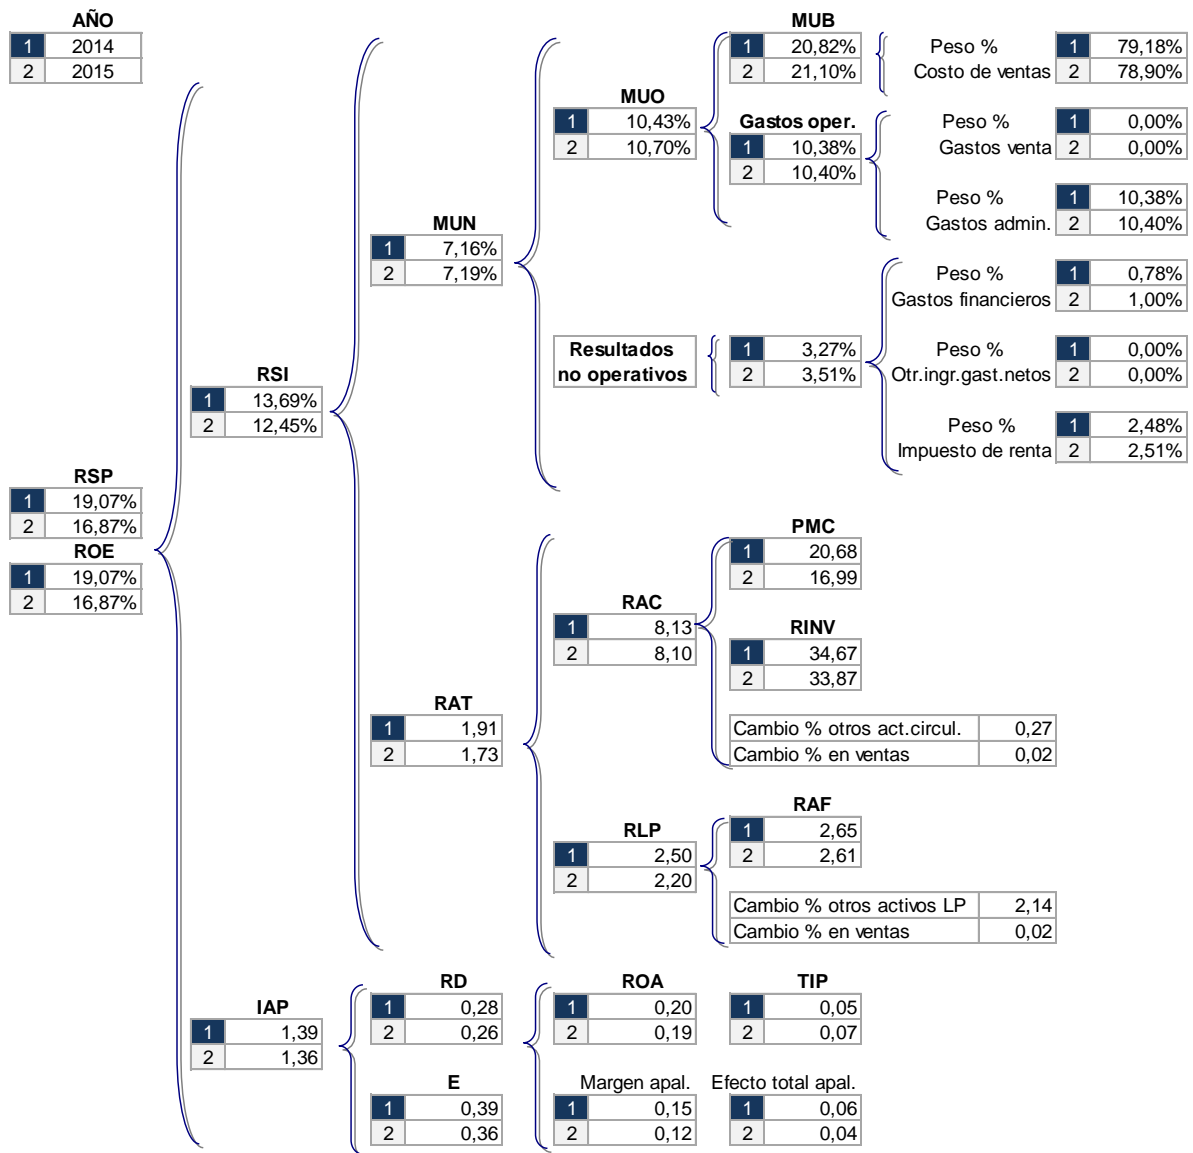 AÑO
1 2014
2 2015
RSP
1 19,07%
2 16,87%
ROE
1 19,07%
2 16,87%
RSI
1 13,69%
2 12,45%
MUN
1 7,16%
2 7,19%
MUO
1 10,43%
2 10,70%
MUB
1 20,82%
2 21,10%
Peso % 1 79,18%
Costo de ventas 2 78,90%
Gastos oper.
1 10,38%
2 10,40%
Peso % 1 0,00%
Gastos venta 2 0,00%
Peso % 1 10,38%
Gastos admin. 2 10,40%
Resultados 1 3,27%
no operativos 2 3,51%
Peso % 1 0,78%
Gastos financieros 2 1,00%
Peso % 1 0,00%
Otr.ingr.gast.netos 2 0,00%
Peso % 1 2,48%
Impuesto de renta 2 2,51%
RAT
1 1,91
2 1,73
RAC
1 8,13
2 8,10
PMC
1 20,68
2 16,99
RINV
1 34,67
2 33,87
Cambio % otros act.circul. 0,27
Cambio % en ventas 0,02
RLP
1 2,50
2 2,20
RAF
1 2,65
2 2,61
Cambio % otros activos LP 2,14
Cambio % en ventas 0,02
IAP
1 1,39
2 1,36
RD
1 0,28
2 0,26
ROA
1 0,20
2 0,19
TIP
1 0,05
2 0,07
E
1 0,39
2 0,36
Margen apal.
1 0,15
2 0,12
Efecto total apal.
1 0,06
2 0,04